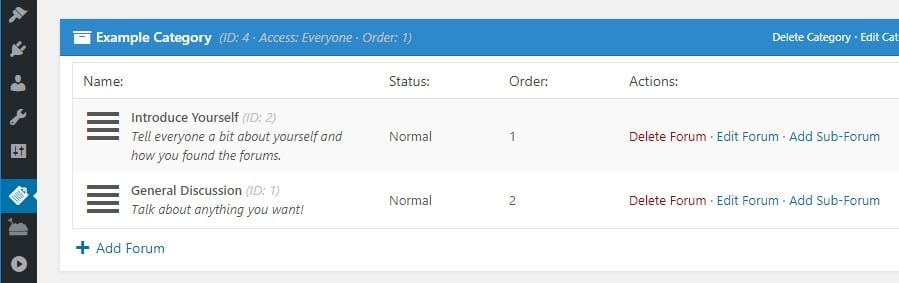 Example Category (ID: 4 · Access: Everyone · Order: 1) Delete Category · Edit Cat
Name: Status: Order: Actions:
Introduce Yourself (ID: 2)
Tell everyone a bit about yourself and
how you found the forums.
Normal 1 Delete Forum · Edit Forum · Add Sub-Forum
General Discussion (ID: 1)
Talk about anything you want!
Normal 2 Delete Forum · Edit Forum · Add Sub-Forum
Add Forum